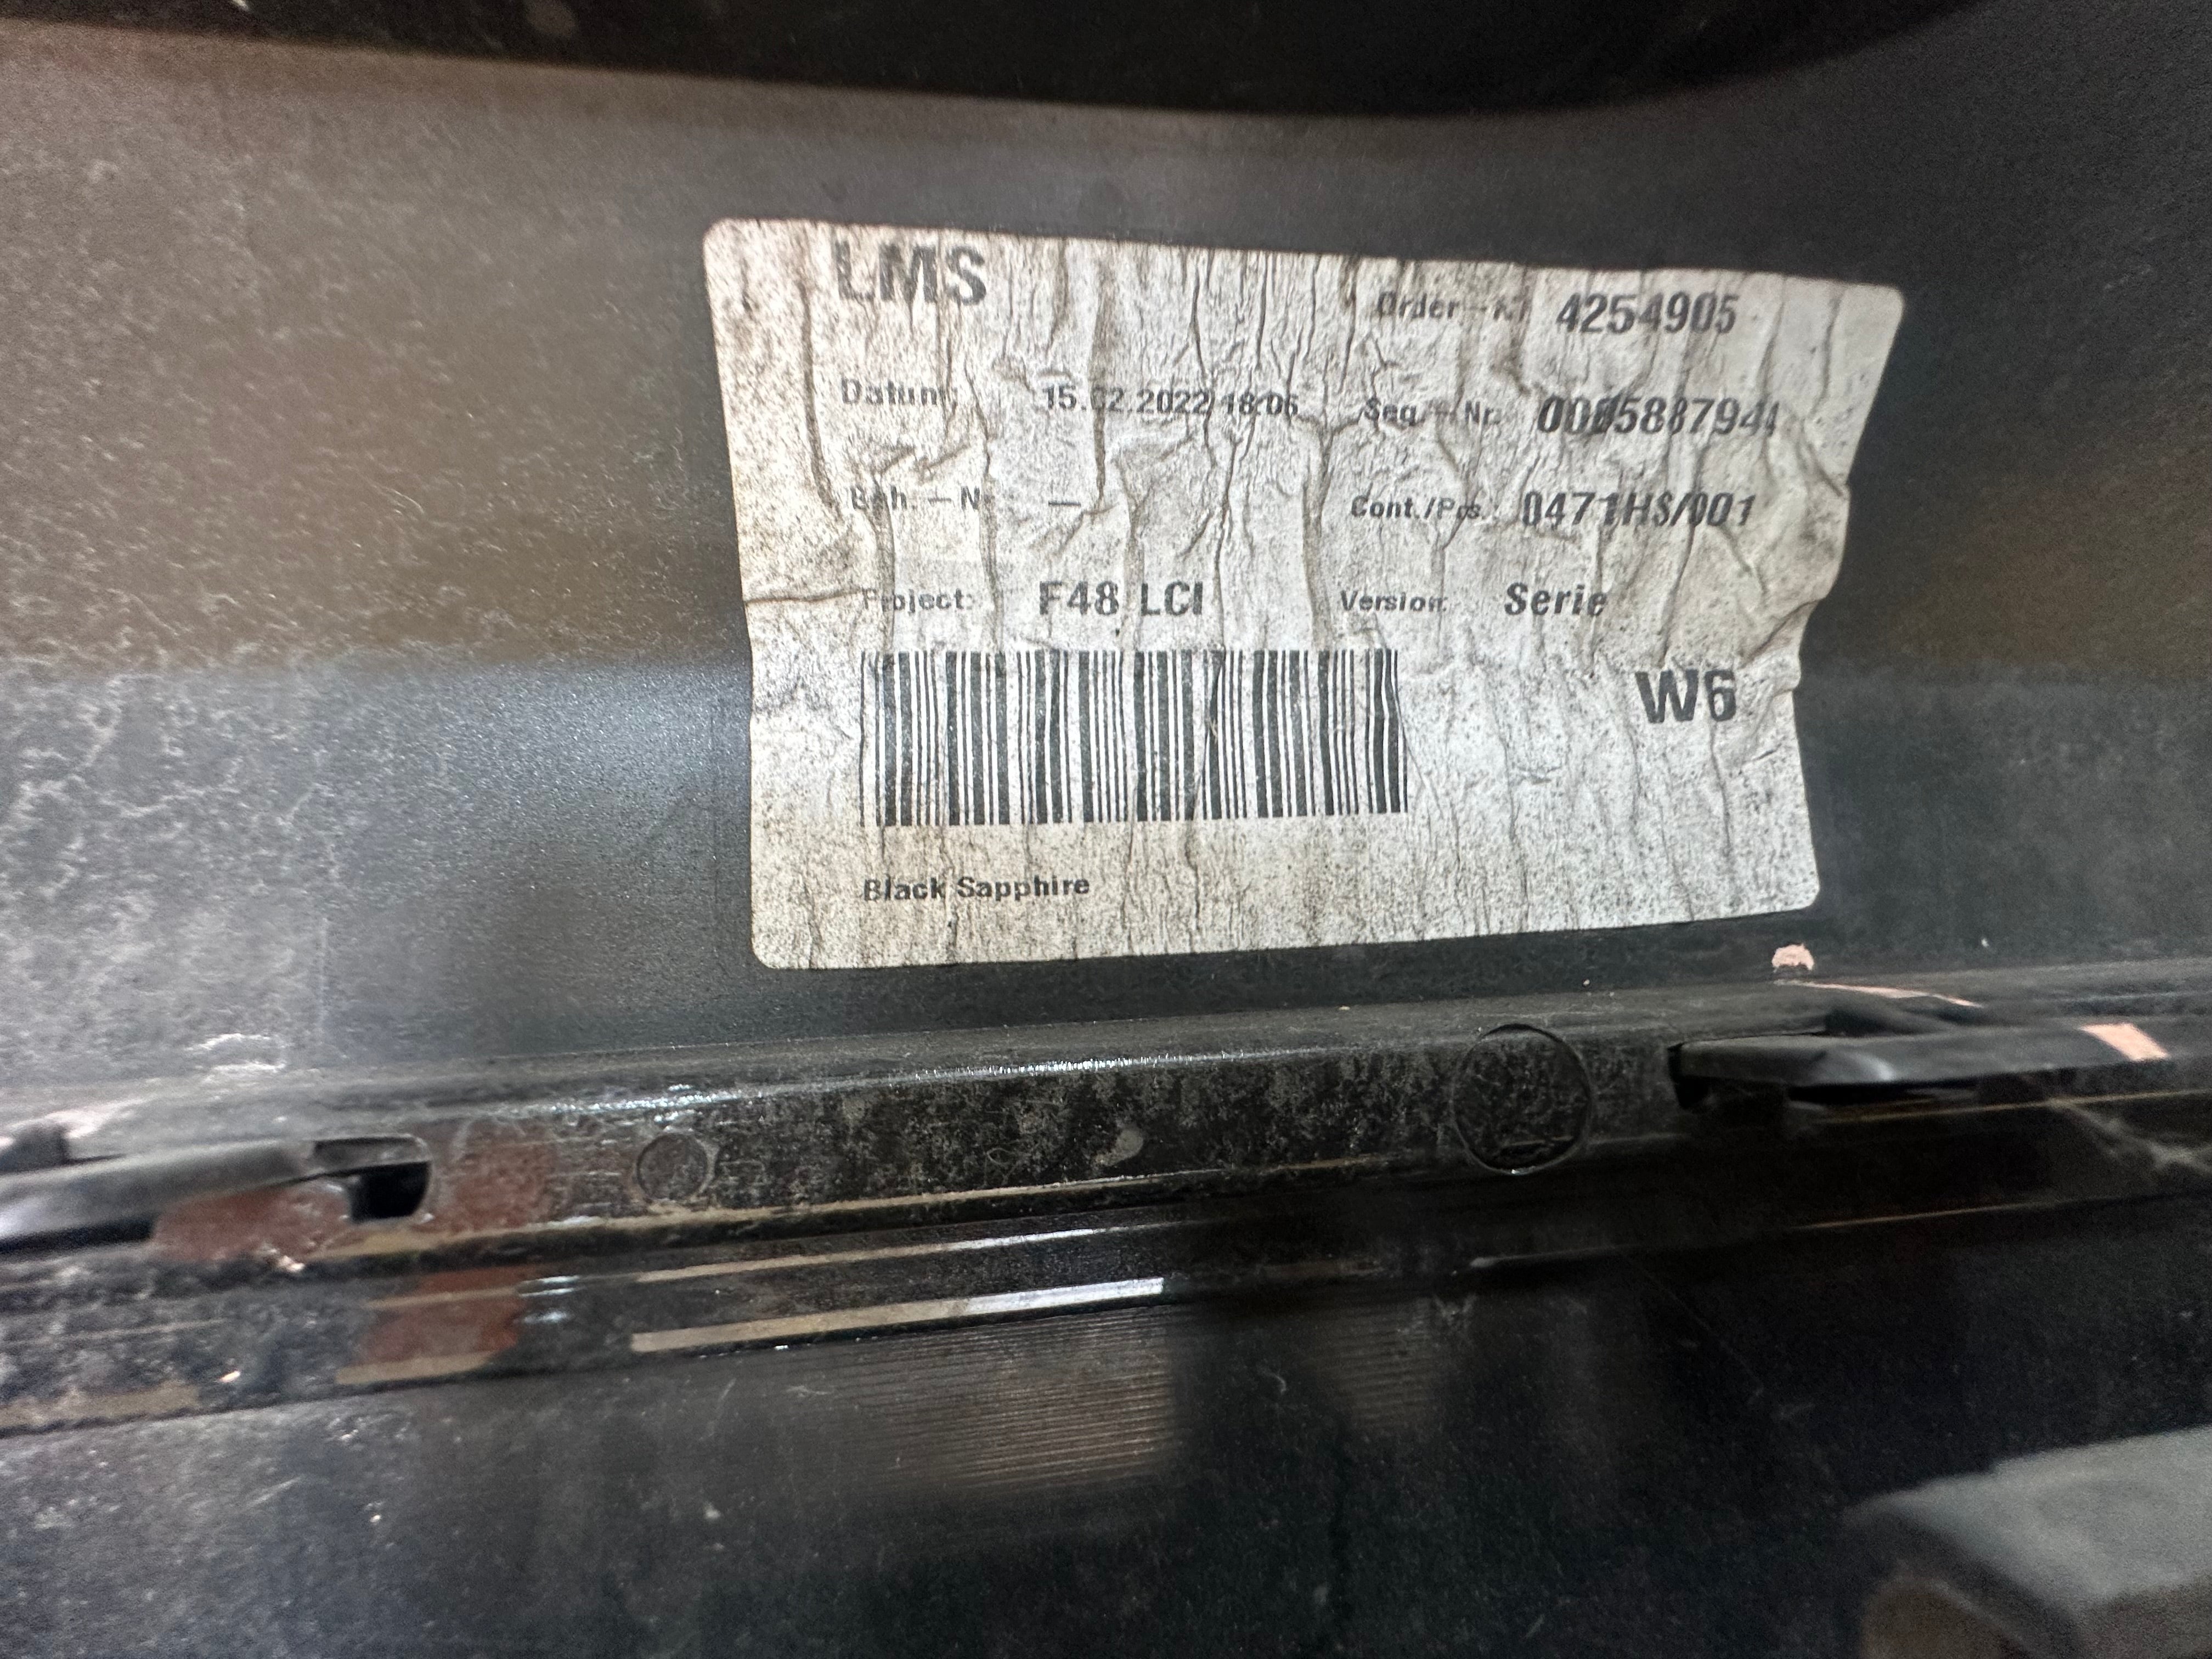 LMS
Order-Nr 4254905
Datum: 15.02.2022 18:06 Seq.-Nr.
Beh.-Nr —
Cont./Pos.: 0471HS/001
Project: F48 LCI Version: Serie
W6
Black Sapphire